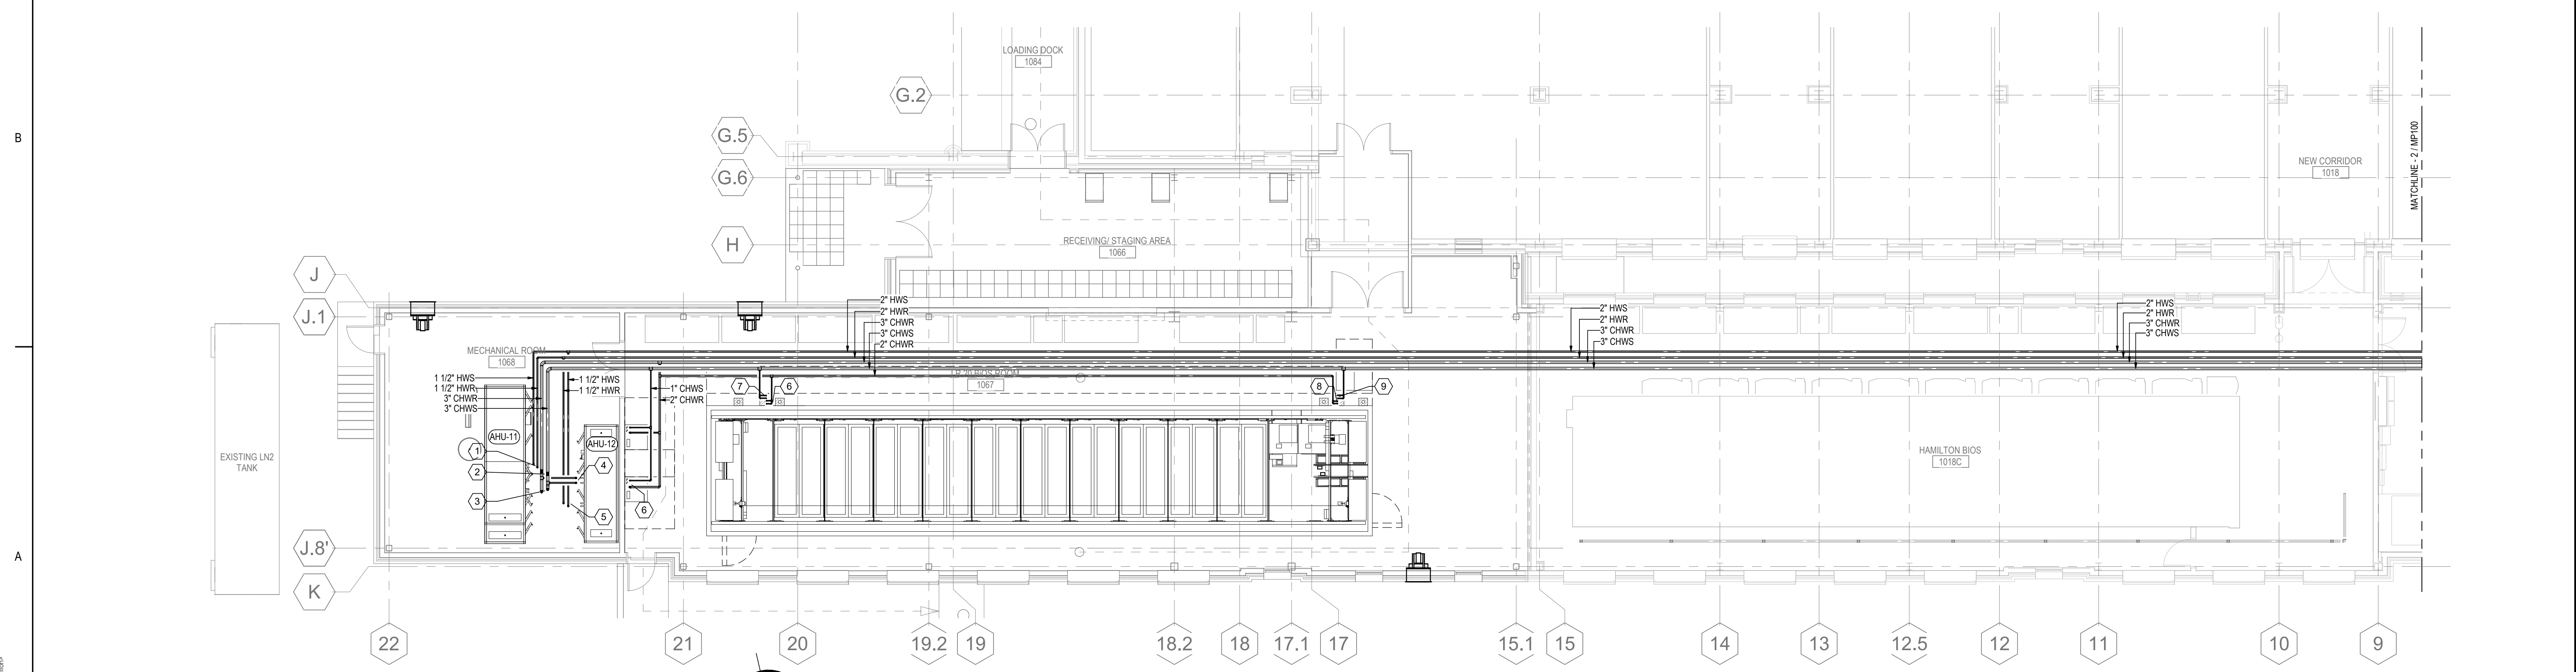 LOADING DOCK
1084
G.2
B
G.5
G.6
MATCHLINE - 2 / MP100
NEW CORRIDOR
1018
H
RECEIVING/ STAGING AREA
1066
J
J.1
2" HWS
2" HWR
3" CHWR
3" CHWS
2" CHWR
2" HWS
2" HWR
3" CHWR
3" CHWS
2" HWS
2" HWR
3" CHWR
3" CHWS
MECHANICAL ROOM
1068
1 1/2" HWS
1 1/2" HWR
3" CHWR
3" CHWS
1 1/2" HWS
1 1/2" HWR
1" CHWS
2" CHWR
BIOS ROOM
1067
7
6
8
9
AHU-11
AHU-12
1
2
3
4
5
6
EXISTING LN2
TANK
HAMILTON BIOS
1018C
J.8'
A
K
22
21
20
19.2
19
18.2
18
17.1
17
15.1
15
14
13
12.5
12
11
10
9